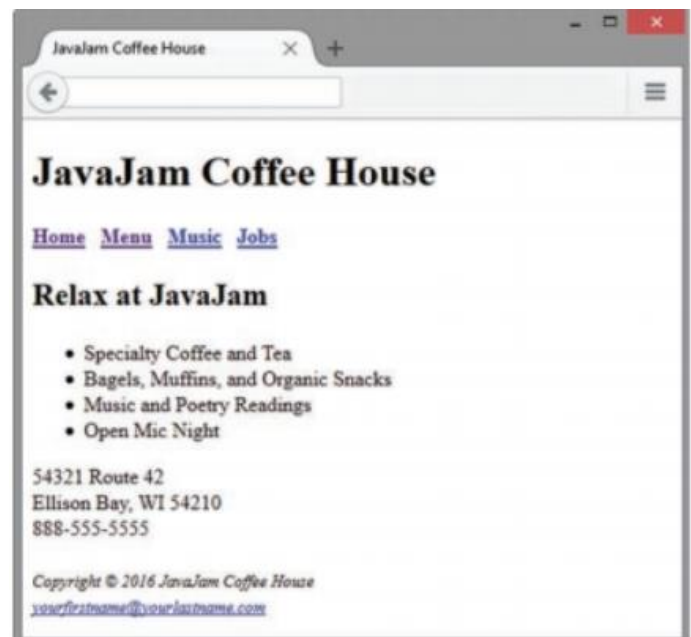 JavaJam Coffee House
JavaJam Coffee House
Home Menu Music Jobs
Relax at JavaJam
• Specialty Coffee and Tea
• Bagels, Muffins, and Organic Snacks
• Music and Poetry Readings
• Open Mic Night
54321 Route 42
Ellison Bay, WI 54210
888-555-5555
Copyright © 2016 JavaJam Coffee House
yourfirstname@yourlastname.com